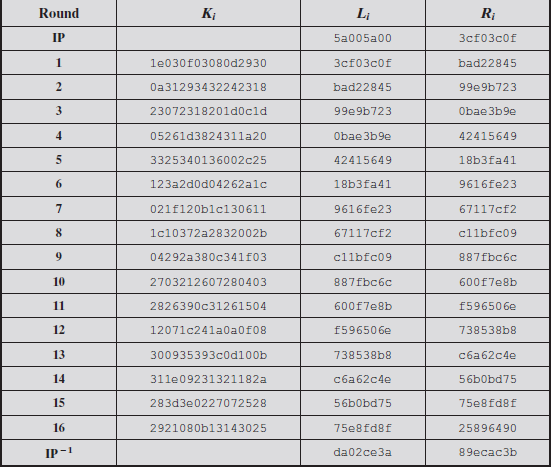 Round Ki Li Ri
IP 5a005a00 3cf03c0f
1 1e030f03080d2930 3cf03c0f bad22845
2 0a31293432242318 bad22845 99e9b723
3 23072318201d0c1d 99e9b723 0bae3b9e
4 05261d3824311a20 0bae3b9e 42415649
5 3325340136002c25 42415649 18b3fa41
6 123a2d0d04262a1c 18b3fa41 9616fe23
7 021f120b1c130611 9616fe23 67117cf2
8 1c10372a2832002b 67117cf2 c11bfc09
9 04292a380c341f03 c11bfc09 887fbc6c
10 2703212607280403 887fbc6c 600f7e8b
11 2826390c31261504 600f7e8b f596506e
12 12071c241a0a0f08 f596506e 738538b8
13 300935393c0d100b 738538b8 c6a62c4e
14 311e09231321182a c6a62c4e 56b0bd75
15 283d3e0227072528 56b0bd75 75e8fd8f
16 2921080b13143025 75e8fd8f 25896490
IP−1 da02ce3a 89ecac3b